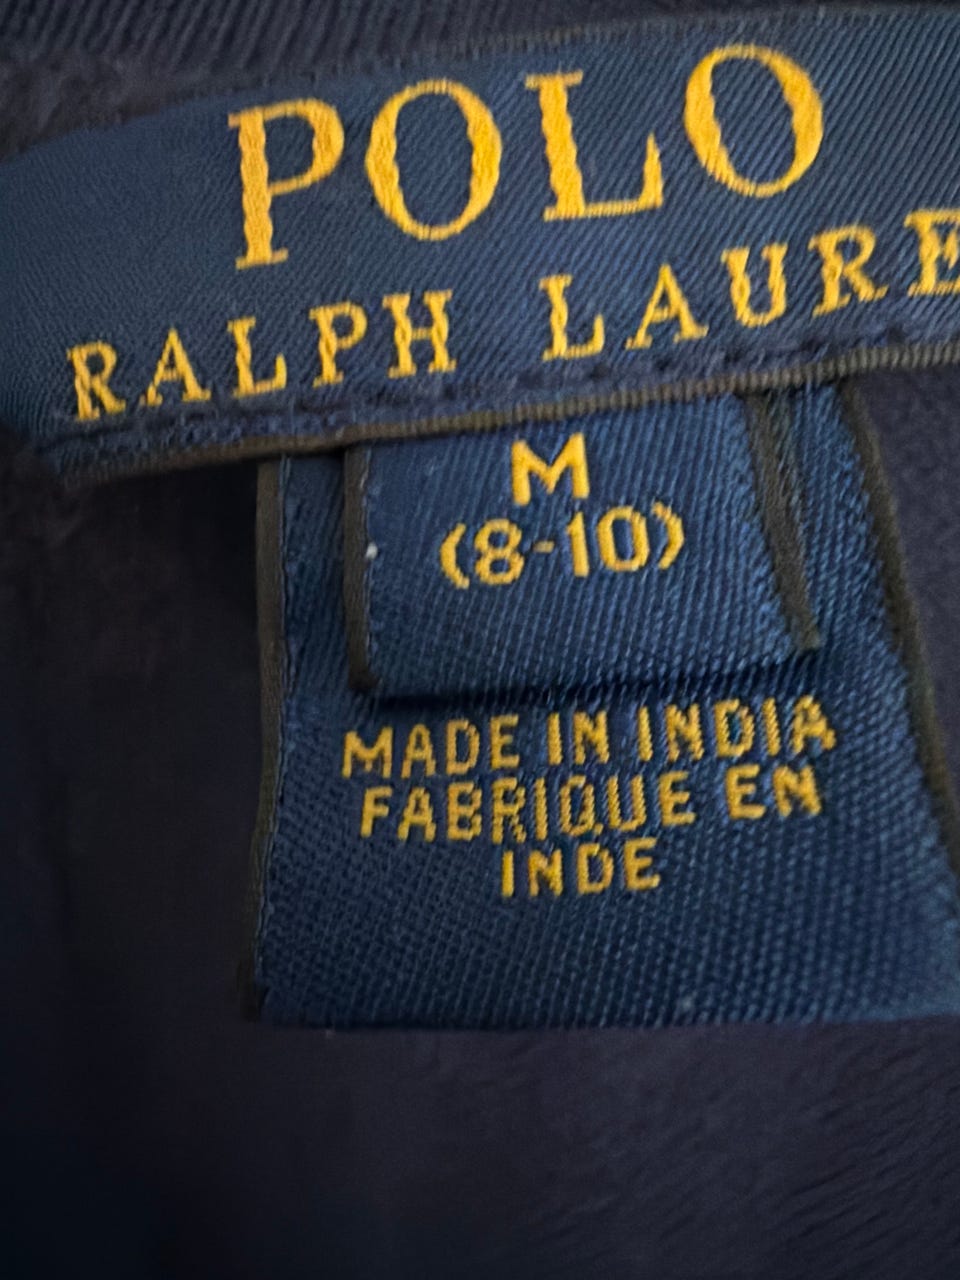 POLO
RALPH LAURE
M
(8-10)
MADE IN INDIA
FABRIQUE EN
INDE